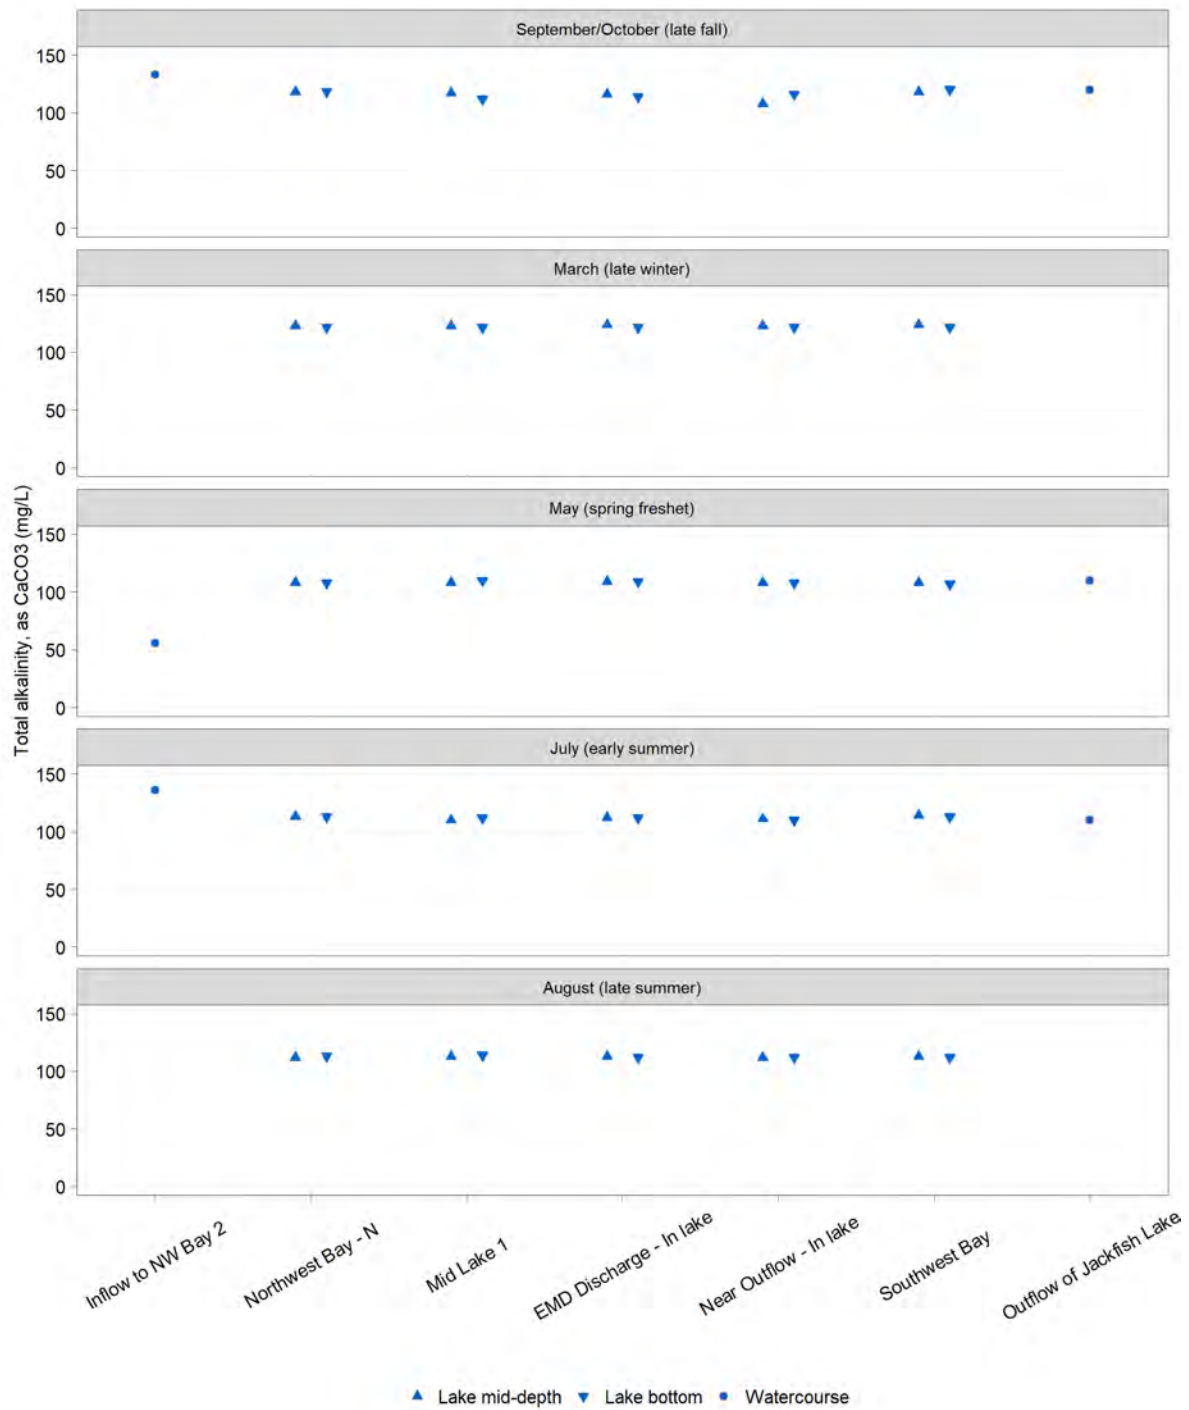 September/October (late fall)
150
100
50
0
March (late winter)
150
100
50
0
May (spring freshet)
150
100
50
0
July (early summer)
150
100
50
0
August (late summer)
150
100
50
0
Total alkalinity, as CaCO3 (mg/L)
Inflow to NW Bay 2
Northwest Bay - N
Mid Lake 1
EMD Discharge - In lake
Near Outflow - In lake
Southwest Bay
Outflow of Jackfish Lake
Lake mid-depth Lake bottom Watercourse